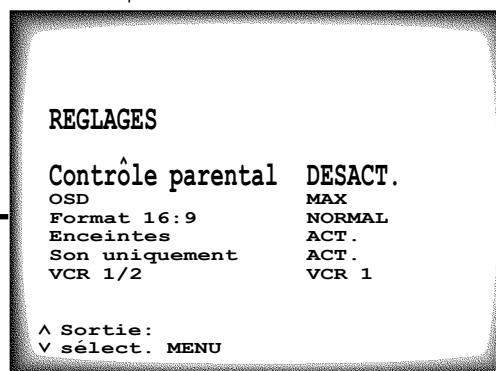 REGLAGES
Contrôle parental DESACT.
OSD MAX
Format 16:9 NORMAL
Enceintes ACT.
Son uniquement ACT.
VCR 1/2 VCR 1
∧ Sortie:
∨ sélect. MENU